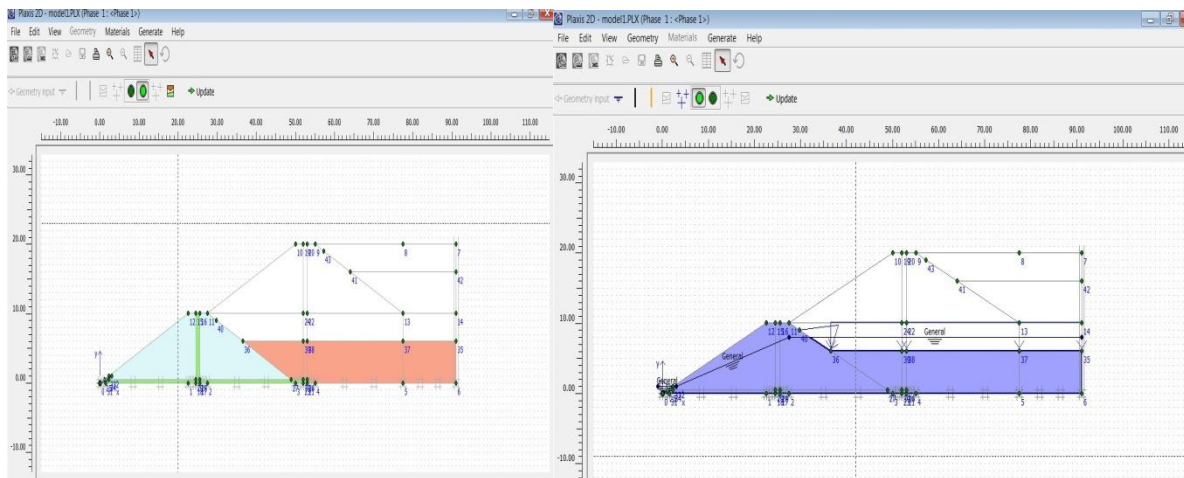 Plaxis 2D - model1.PLX (Phase 1 : <Phase 1>)
File Edit View Geometry Materials Generate Help
Geometry input Update
-10.00 0.00 10.00 20.00 30.00 40.00 50.00 60.00 70.00 80.00 90.00 100.00 110.00
30.00
20.00
10 9 8 7
43
41 42
10.00
12 16 11 13 14
40
36 37 35
Y
0.00
0 x 1 2 3 4 5 6
-10.00
Plaxis 2D - model1.PLX (Phase 1 : <Phase 1>)
File Edit View Geometry Materials Generate Help
Geometry input Update
-10.00 0.00 10.00 20.00 30.00 40.00 50.00 60.00 70.00 80.00 90.00 100.00 110.00
30.00
20.00
10 9 8 7
43
41 42
10.00
12 16 11 13 14
General
40
36 37 35
General
Y
General
0.00
0 x 1 2 3 4 5 6
-10.00